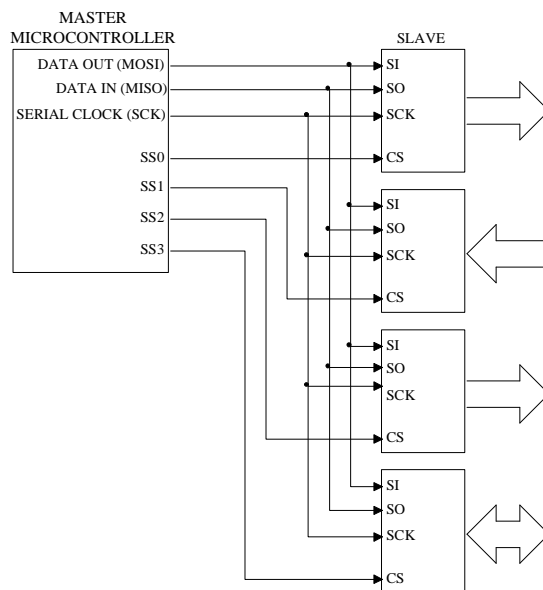 MASTER
MICROCONTROLLER
DATA OUT (MOSI)
DATA IN (MISO)
SERIAL CLOCK (SCK)
SS0
SS1
SS2
SS3
SLAVE
SI
SO
SCK
CS
SI
SO
SCK
CS
SI
SO
SCK
CS
SI
SO
SCK
CS